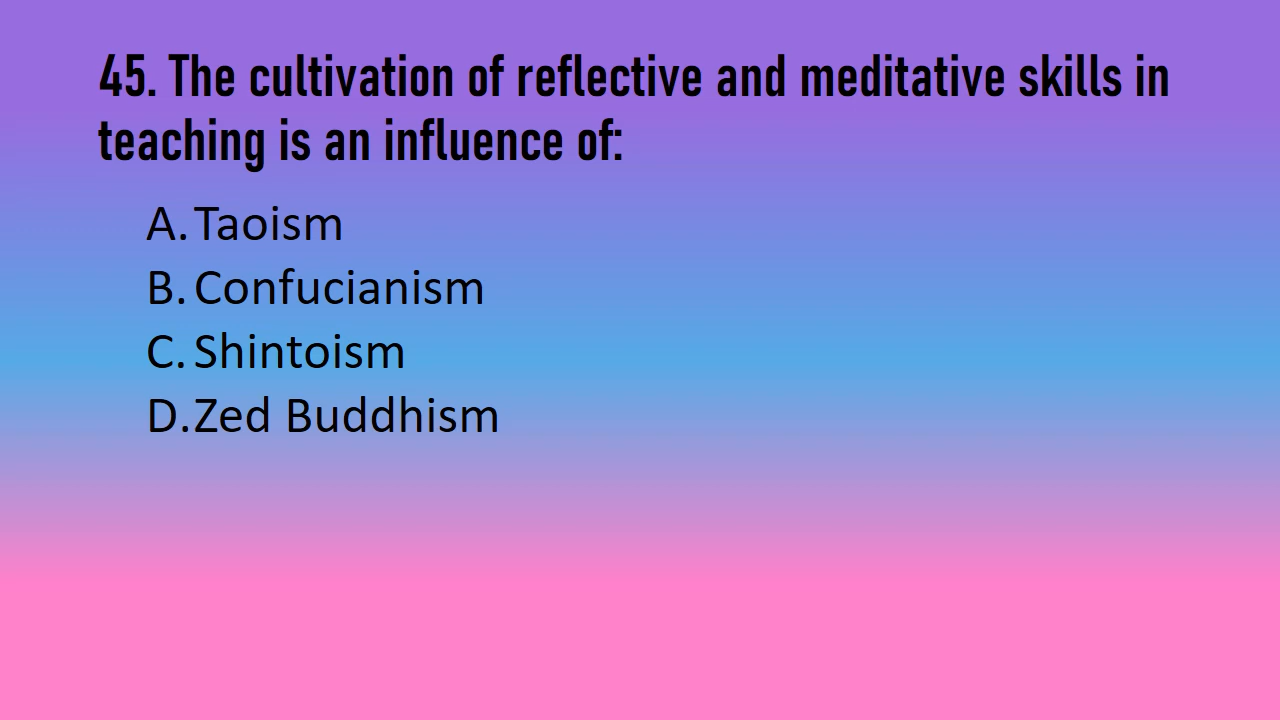 45. The cultivation of reflective and meditative skills in
teaching is an influence of:
A. Taoism
B. Confucianism
C. Shintoism
D. Zed Buddhism